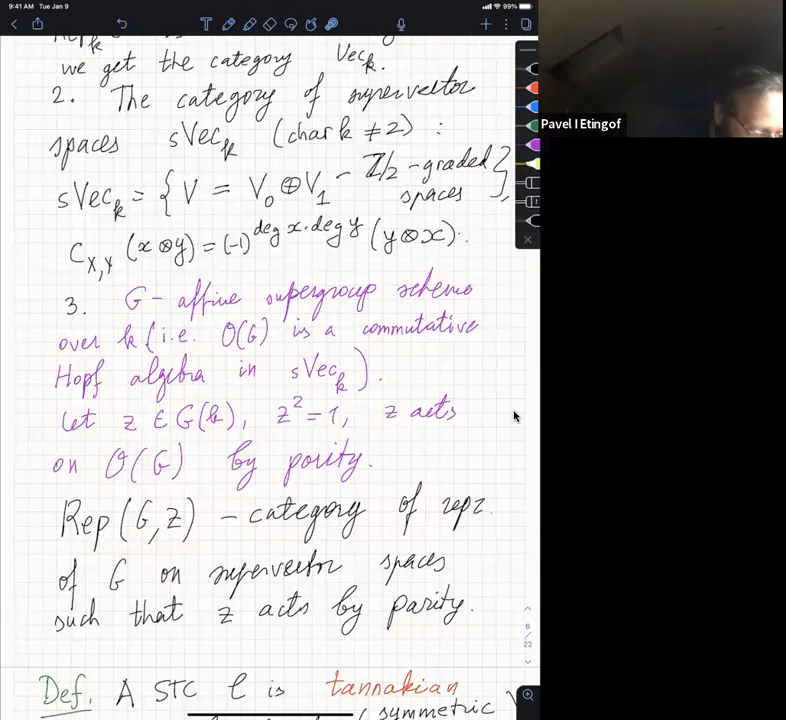 9:41 AM Tue Jan 9
99%
we get the category Vec_k.
2. The category of supervector
spaces sVec_k (char k ≠ 2) :
sVec_k = { V = V_0 ⊕ V_1 - Z/2 -graded
spaces },
C_{X,Y} (x⊗y) = (-1)^{deg x · deg y} (y⊗x).
3. G - affine supergroup scheme
over k (i.e. O(G) is a commutative
Hopf algebra in sVec_k).
Let z ∈ G(k), z² = 1, z acts
on O(G) by parity.
Rep(G, z) - category of repr.
of G on supervector spaces
such that z acts by parity.
Def. A STC C is tannakian
(symmetric
6
22
Pavel I Etingof